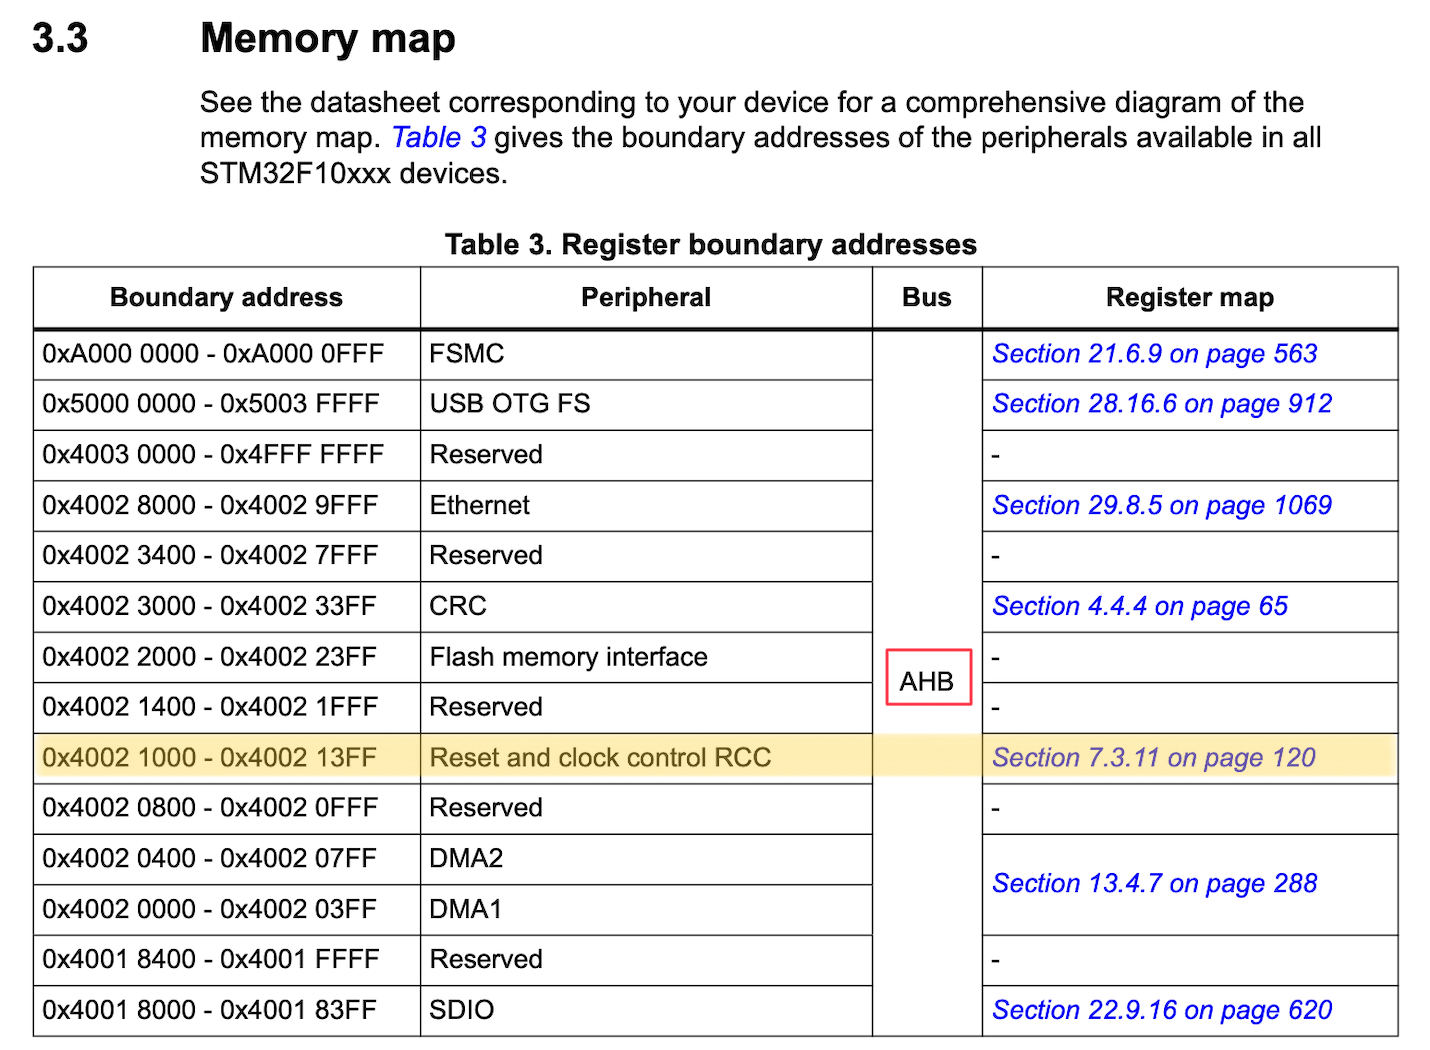 3.3 Memory map
See the datasheet corresponding to your device for a comprehensive diagram of the
memory map. Table 3 gives the boundary addresses of the peripherals available in all
STM32F10xxx devices.
Table 3. Register boundary addresses
Boundary address Peripheral Bus Register map
0xA000 0000 - 0xA000 0FFF FSMC Section 21.6.9 on page 563
0x5000 0000 - 0x5003 FFFF USB OTG FS Section 28.16.6 on page 912
0x4003 0000 - 0x4FFF FFFF Reserved -
0x4002 8000 - 0x4002 9FFF Ethernet Section 29.8.5 on page 1069
0x4002 3400 - 0x4002 7FFF Reserved -
0x4002 3000 - 0x4002 33FF CRC Section 4.4.4 on page 65
0x4002 2000 - 0x4002 23FF Flash memory interface -
AHB
0x4002 1400 - 0x4002 1FFF Reserved -
0x4002 1000 - 0x4002 13FF Reset and clock control RCC Section 7.3.11 on page 120
0x4002 0800 - 0x4002 0FFF Reserved -
0x4002 0400 - 0x4002 07FF DMA2
Section 13.4.7 on page 288
0x4002 0000 - 0x4002 03FF DMA1
0x4001 8400 - 0x4001 FFFF Reserved -
0x4001 8000 - 0x4001 83FF SDIO Section 22.9.16 on page 620